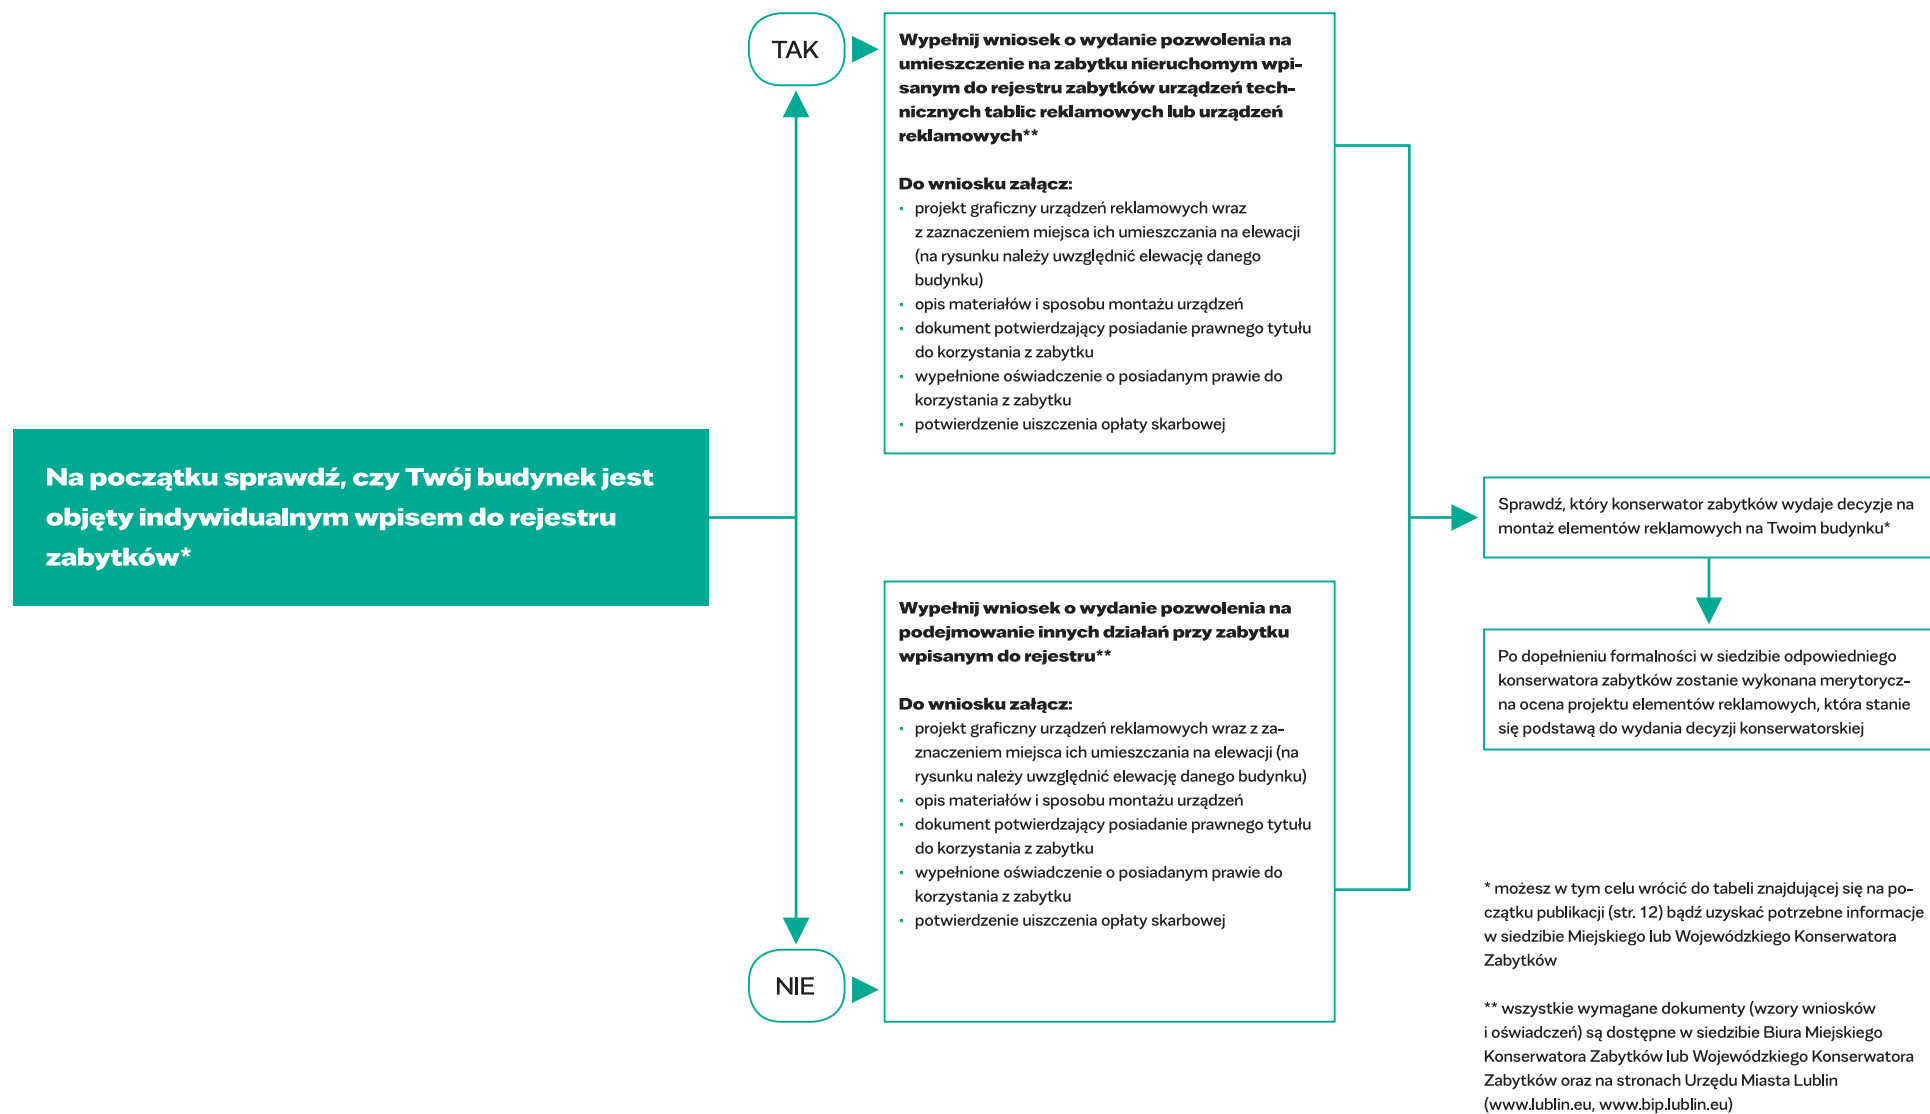 Na początku sprawdź, czy Twój budynek jest
objęty indywidualnym wpisem do rejestru
zabytków*
TAK
Wypełnij wniosek o wydanie pozwolenia na
umieszczenie na zabytku nieruchomym wpi-
sanym do rejestru zabytków urządzeń tech-
nicznych tablic reklamowych lub urządzeń
reklamowych**
Do wniosku załącz:
· projekt graficzny urządzeń reklamowych wraz
z zaznaczeniem miejsca ich umieszczania na elewacji
(na rysunku należy uwzględnić elewację danego
budynku)
· opis materiałów i sposobu montażu urządzeń
· dokument potwierdzający posiadanie prawnego tytułu
do korzystania z zabytku
· wypełnione oświadczenie o posiadanym prawie do
korzystania z zabytku
· potwierdzenie uiszczenia opłaty skarbowej
NIE
Wypełnij wniosek o wydanie pozwolenia na
podejmowanie innych działań przy zabytku
wpisanym do rejestru**
Do wniosku załącz:
· projekt graficzny urządzeń reklamowych wraz z za-
znaczeniem miejsca ich umieszczania na elewacji (na
rysunku należy uwzględnić elewację danego budynku)
· opis materiałów i sposobu montażu urządzeń
· dokument potwierdzający posiadanie prawnego tytułu
do korzystania z zabytku
· wypełnione oświadczenie o posiadanym prawie do
korzystania z zabytku
· potwierdzenie uiszczenia opłaty skarbowej
Sprawdź, który konserwator zabytków wydaje decyzje na
montaż elementów reklamowych na Twoim budynku*
Po dopełnieniu formalności w siedzibie odpowiedniego
konserwatora zabytków zostanie wykonana merytorycz-
na ocena projektu elementów reklamowych, która stanie
się podstawą do wydania decyzji konserwatorskiej
* możesz w tym celu wrócić do tabeli znajdującej się na po-
czątku publikacji (str. 12) bądź uzyskać potrzebne informacje
w siedzibie Miejskiego lub Wojewódzkiego Konserwatora
Zabytków
** wszystkie wymagane dokumenty (wzory wniosków
i oświadczeń) są dostępne w siedzibie Biura Miejskiego
Konserwatora Zabytków lub Wojewódzkiego Konserwatora
Zabytków oraz na stronach Urzędu Miasta Lublin
(www.lublin.eu, www.bip.lublin.eu)